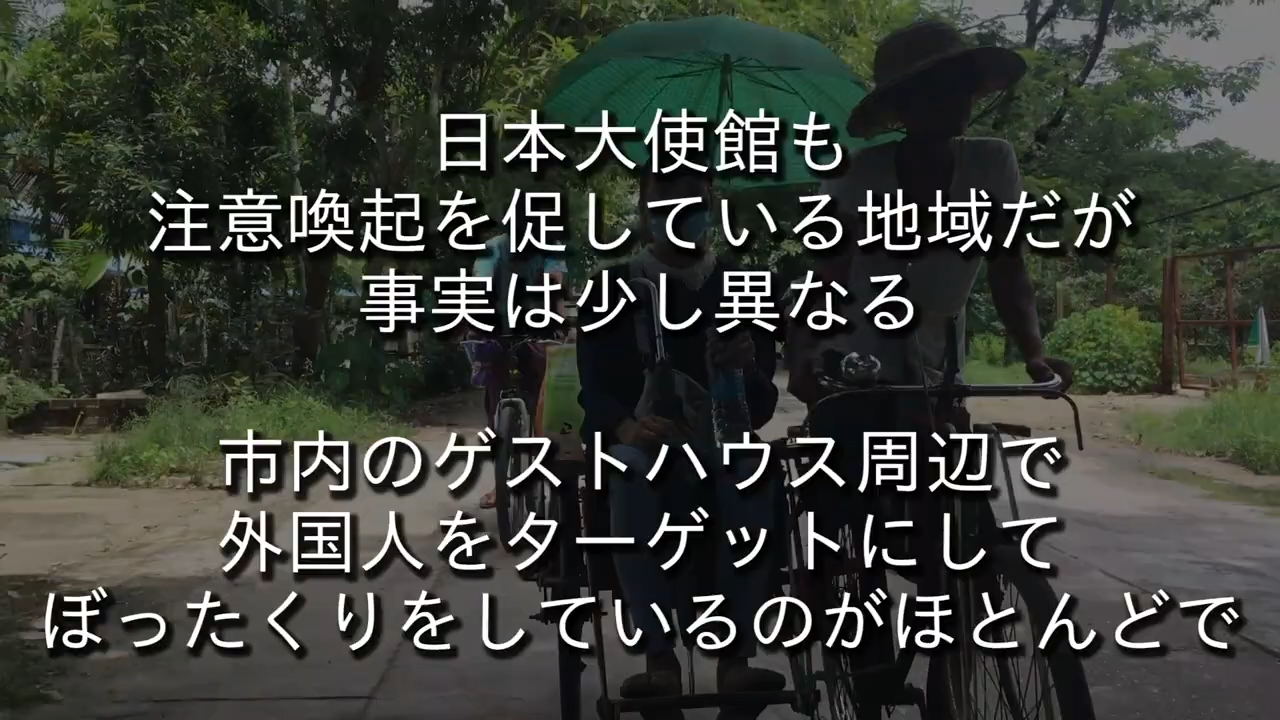 日本大使館も
注意喚起を促している地域だが
事実は少し異なる
市内のゲストハウス周辺で
外国人をターゲットにして
ぼったくりをしているのがほとんどで